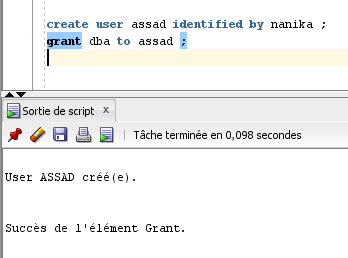 create user assad identified by nanika ;
grant dba to assad ;
Sortie de script x
Tâche terminée en 0,098 secondes
User ASSAD créé(e).
Succès de l'élément Grant.